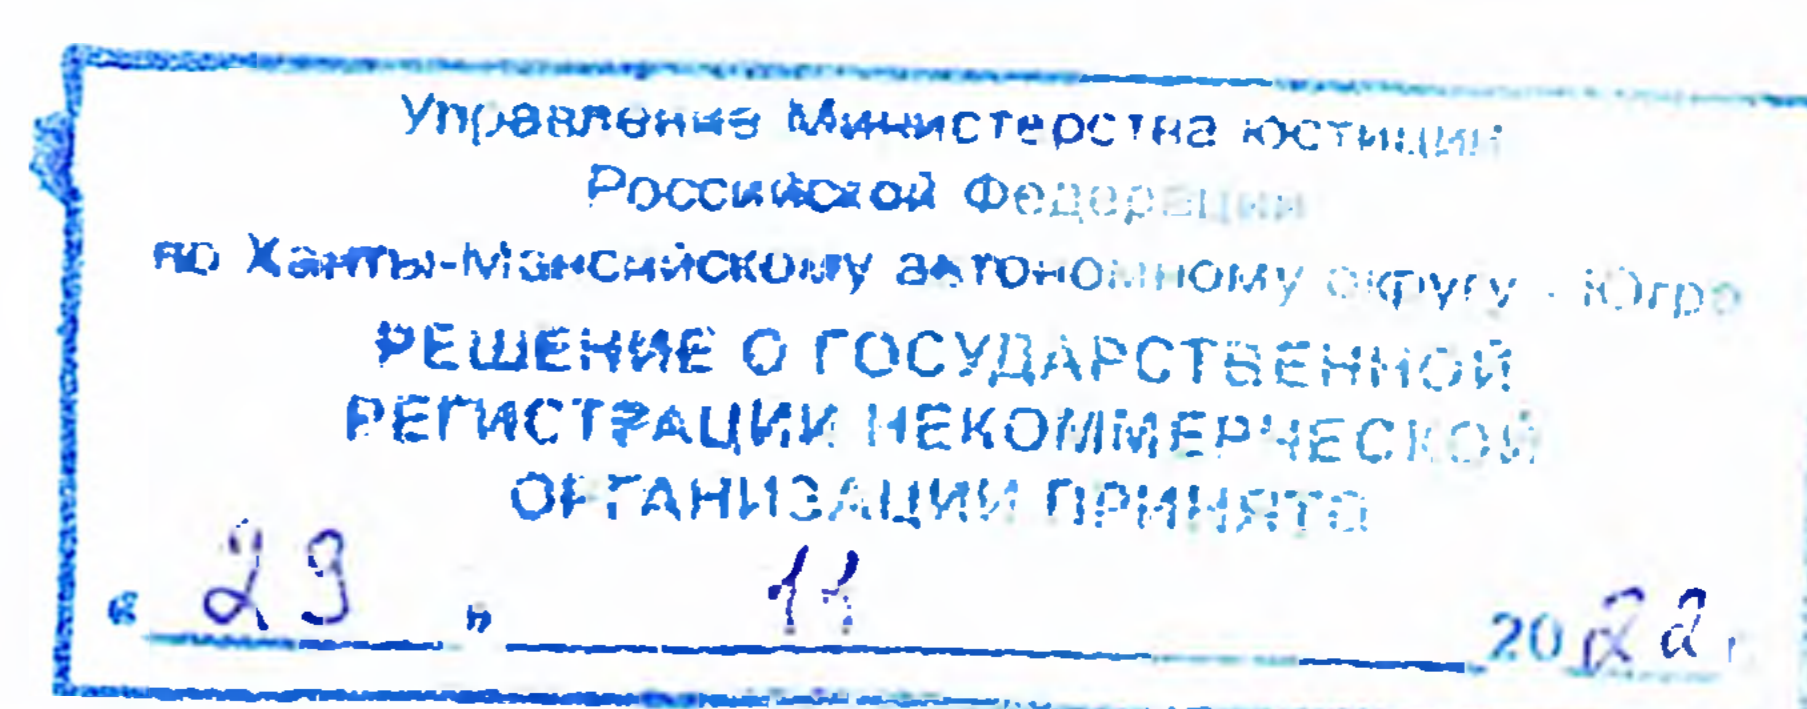 Управление Министерства юстиции
Российской Федерации
по Ханты-Мансийскому автономному округу - Югре
РЕШЕНИЕ О ГОСУДАРСТВЕННОЙ
РЕГИСТРАЦИИ НЕКОММЕРЧЕСКОЙ
ОРГАНИЗАЦИИ ПРИНЯТО
« 29 » 11 2022 г